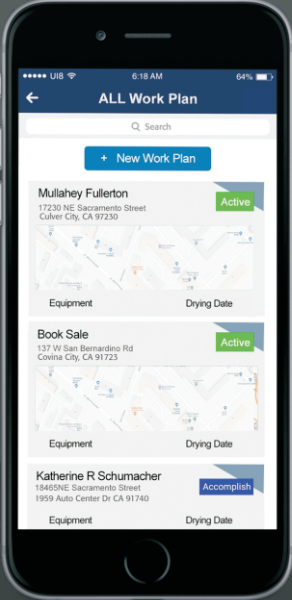 UI8 6:18 AM 64%
ALL Work Plan
Search
+ New Work Plan
Mullahey Fullerton
Active
17230 NE Sacramento Street
Culver City, CA 97230
Equipment Drying Date
Book Sale
Active
137 W San Bernardino Rd
Covina City, CA 91723
Equipment Drying Date
Katherine R Schumacher
18465NE Sacramento Street
Accomplish
1959 Auto Center Dr CA 91740
Equipment Drying Date